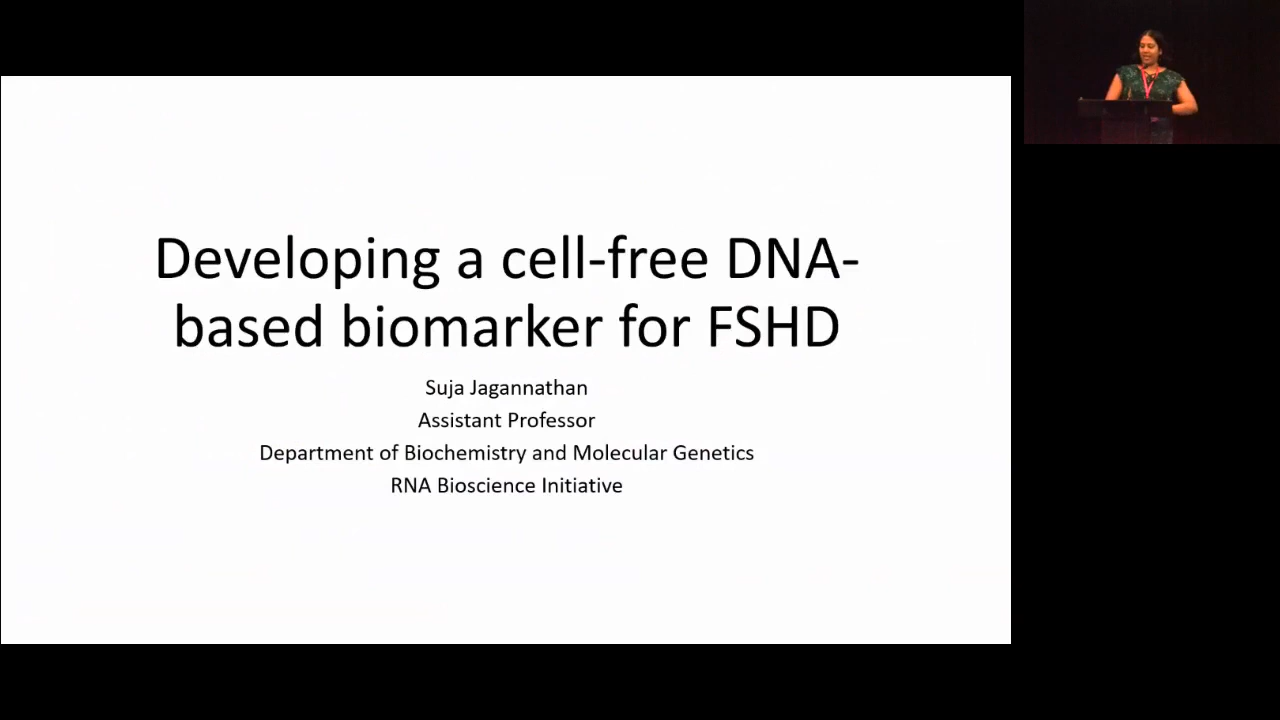 Developing a cell-free DNA-
based biomarker for FSHD
Suja Jagannathan
Assistant Professor
Department of Biochemistry and Molecular Genetics
RNA Bioscience Initiative